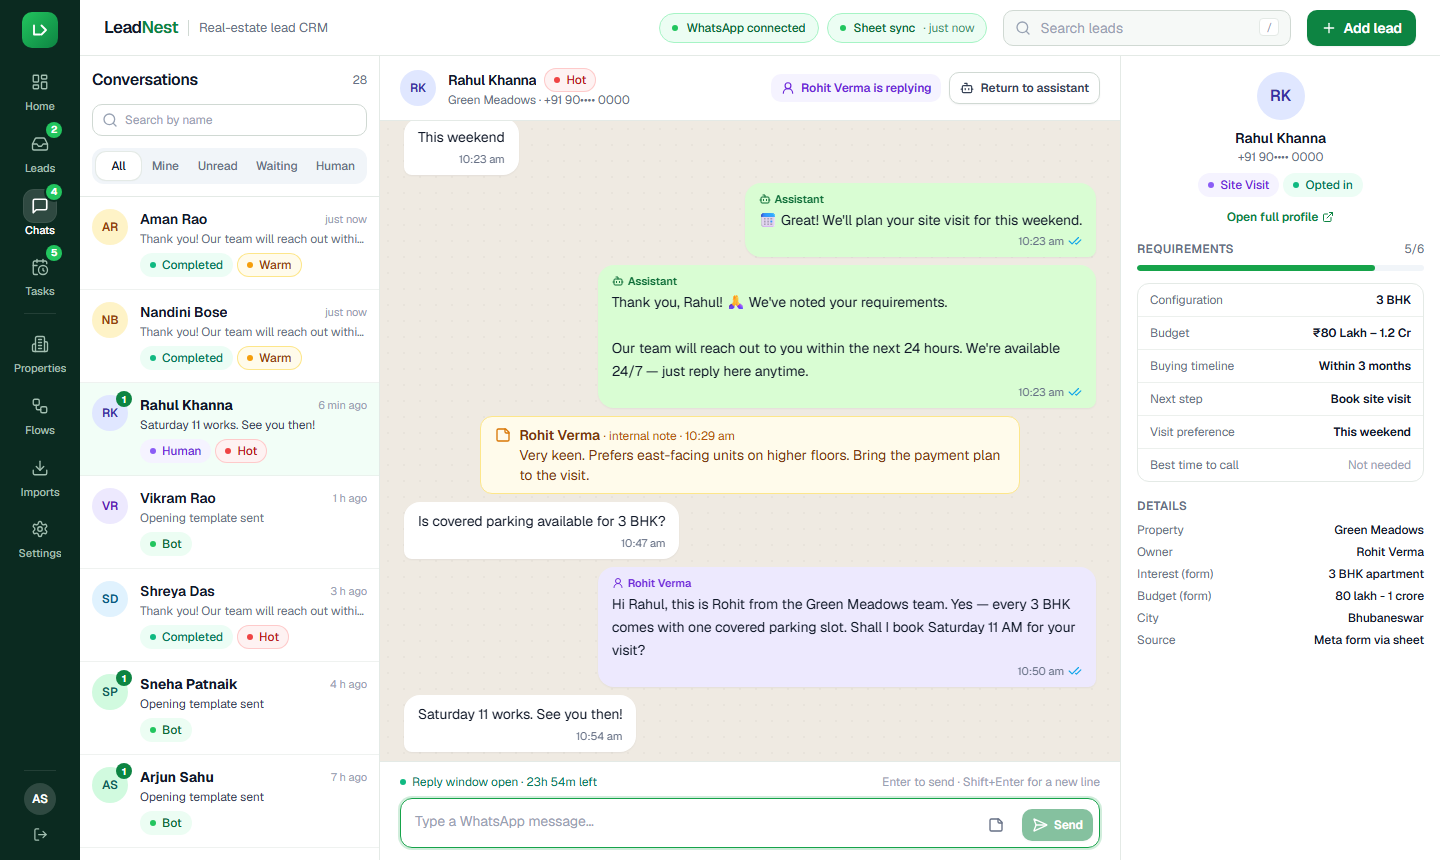 LeadNest
Real-estate lead CRM
WhatsApp connected
Sheet sync · just now
Search leads
/
Add lead
Home
2
Leads
4
Chats
5
Tasks
Properties
Flows
Imports
Settings
AS
Conversations
28
Search by name
All
Mine
Unread
Waiting
Human
AR
Aman Rao
just now
Thank you! Our team will reach out withi…
Completed
Warm
NB
Nandini Bose
just now
Thank you! Our team will reach out withi…
Completed
Warm
RK
1
Rahul Khanna
6 min ago
Saturday 11 works. See you then!
Human
Hot
VR
Vikram Rao
1 h ago
Opening template sent
Bot
SD
Shreya Das
3 h ago
Thank you! Our team will reach out withi…
Completed
Hot
SP
1
Sneha Patnaik
4 h ago
Opening template sent
Bot
AS
1
Arjun Sahu
7 h ago
Opening template sent
Bot
RK
Rahul Khanna
Hot
Green Meadows · +91 90•••• 0000
Rohit Verma is replying
Return to assistant
This weekend
10:23 am
Assistant
🗓️ Great! We'll plan your site visit for this weekend.
10:23 am
Assistant
Thank you, Rahul! 🙏 We've noted your requirements.
Our team will reach out to you within the next 24 hours. We're available
24/7 — just reply here anytime.
10:23 am
Rohit Verma · internal note · 10:29 am
Very keen. Prefers east-facing units on higher floors. Bring the payment plan
to the visit.
Is covered parking available for 3 BHK?
10:47 am
Rohit Verma
Hi Rahul, this is Rohit from the Green Meadows team. Yes — every 3 BHK
comes with one covered parking slot. Shall I book Saturday 11 AM for your
visit?
10:50 am
Saturday 11 works. See you then!
10:54 am
Reply window open · 23h 54m left
Enter to send · Shift+Enter for a new line
Type a WhatsApp message…
Send
RK
Rahul Khanna
+91 90•••• 0000
Site Visit
Opted in
Open full profile
REQUIREMENTS
5/6
Configuration
3 BHK
Budget
₹80 Lakh – 1.2 Cr
Buying timeline
Within 3 months
Next step
Book site visit
Visit preference
This weekend
Best time to call
Not needed
DETAILS
Property
Green Meadows
Owner
Rohit Verma
Interest (form)
3 BHK apartment
Budget (form)
80 lakh - 1 crore
City
Bhubaneswar
Source
Meta form via sheet